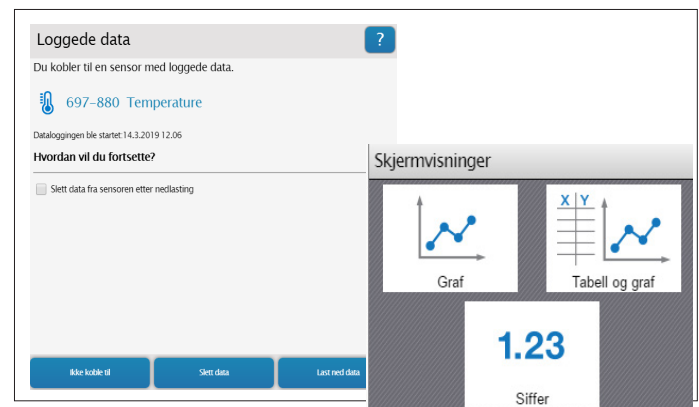 Loggede data
?
Du kobler til en sensor med loggede data.
697-880 Temperature
Dataloggingen ble startet 14.3.2019 12.06
Hvordan vil du fortsette?
Slett data fra sensoren etter nedlasting
Ikke koble til
Slett data
Last ned data
Skjermvisninger
Graf
X Y
Tabell og graf
1.23
Siffer